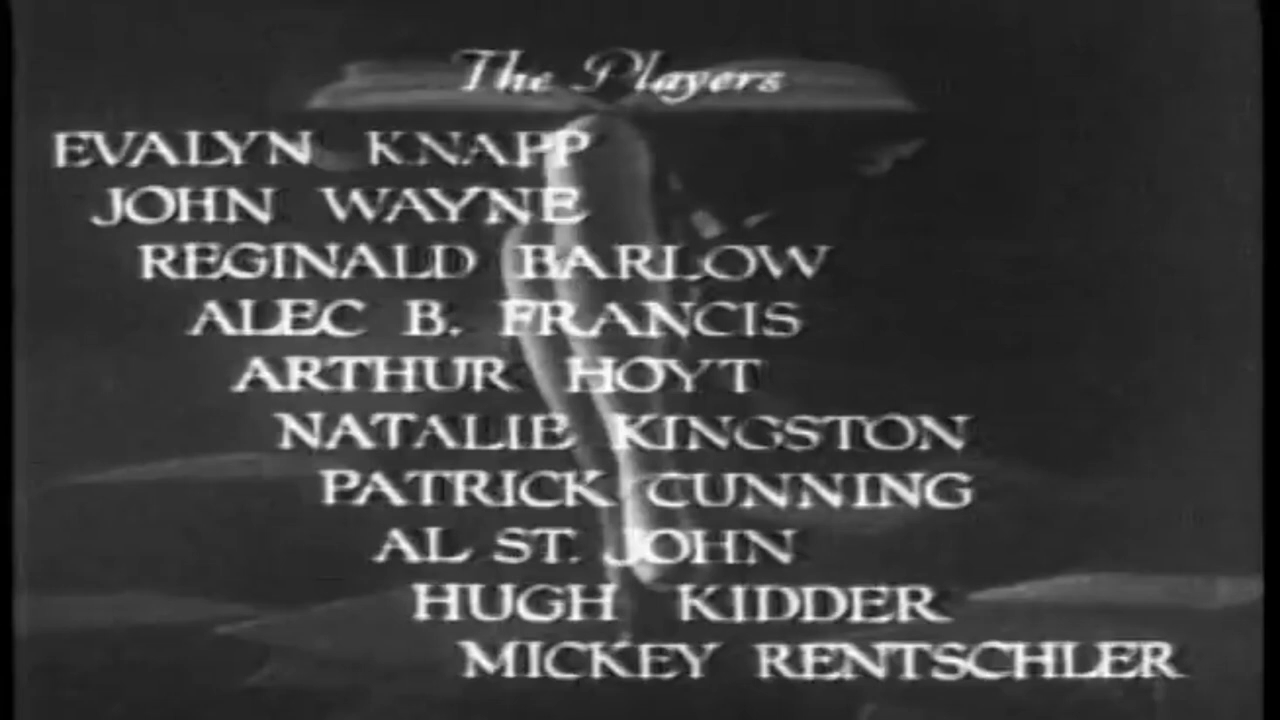 The Players
EVALYN KNAPP
JOHN WAYNE
REGINALD BARLOW
ALEC B. FRANCIS
ARTHUR HOYT
NATALIE KINGSTON
PATRICK CUNNING
AL ST. JOHN
HUGH KIDDER
MICKEY RENTSCHLER